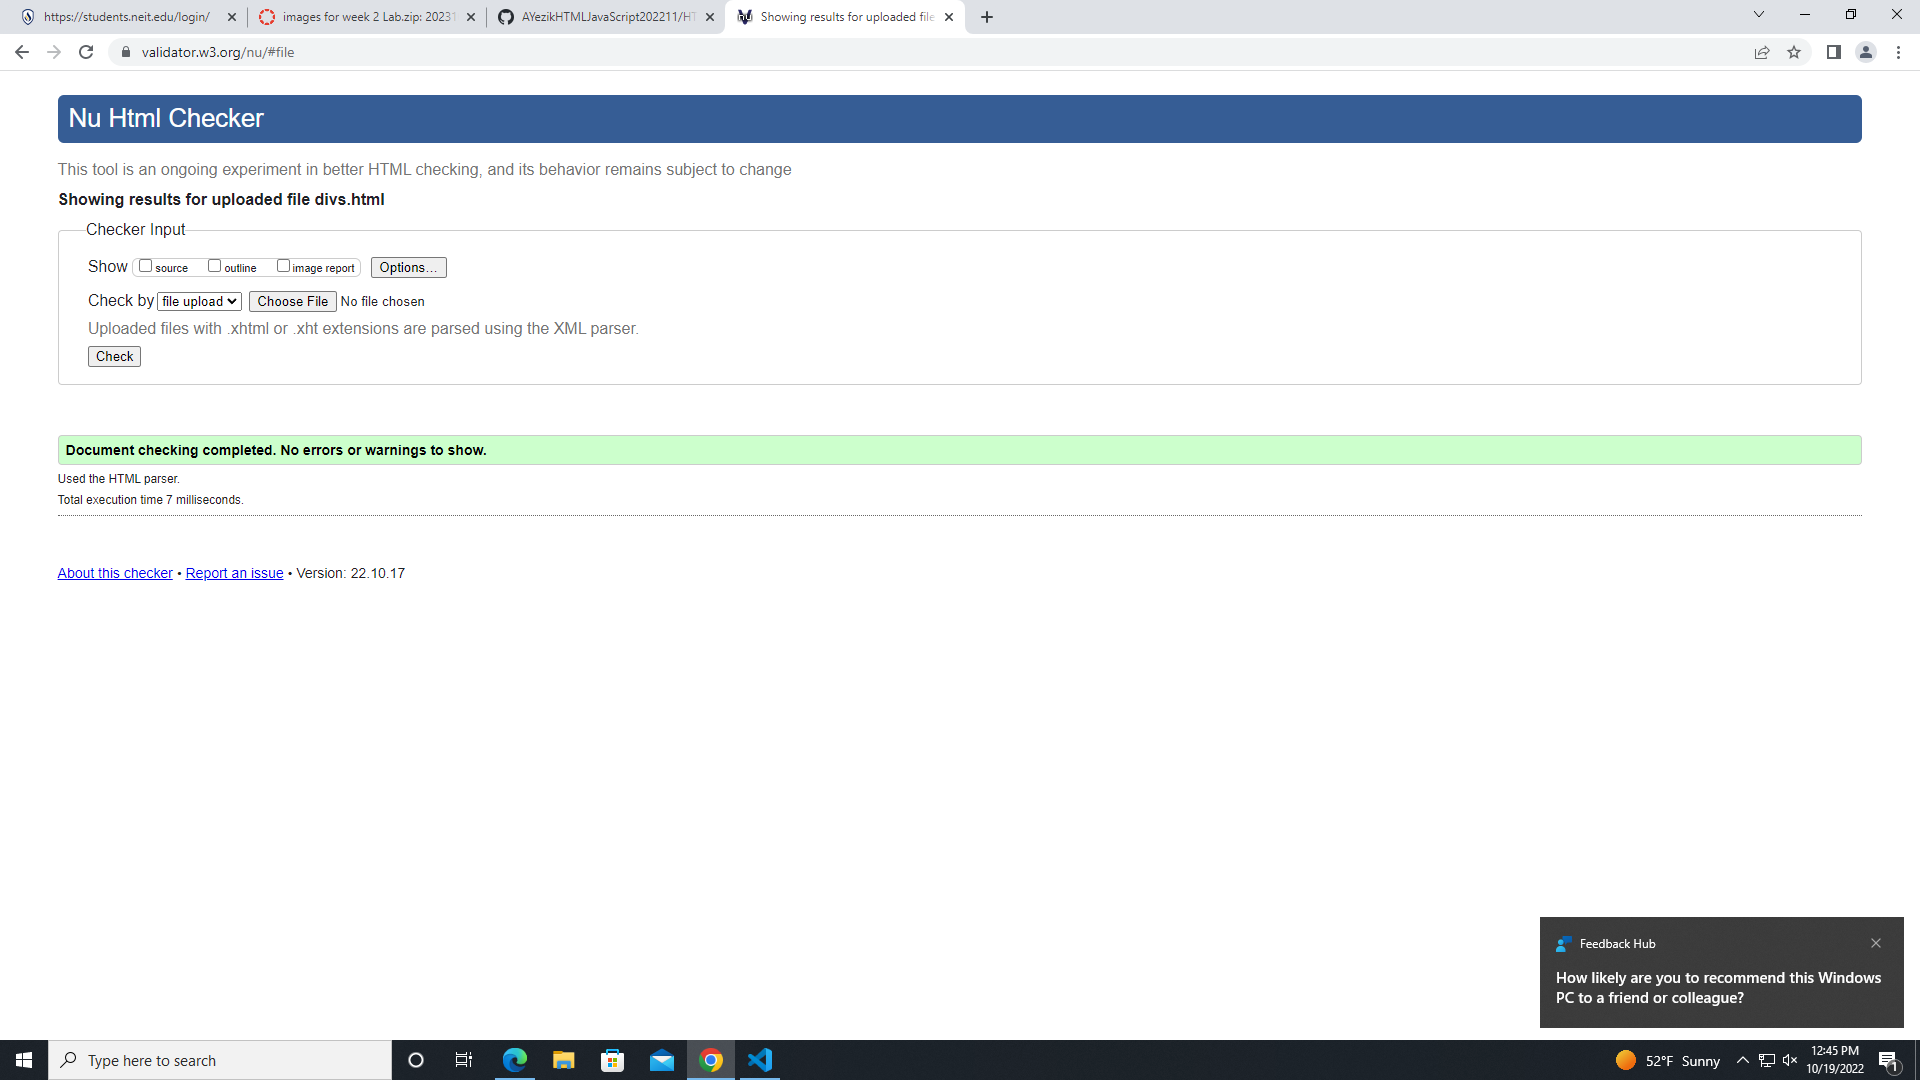 https://students.neit.edu/login/
images for week 2 Lab.zip: 20231
AYezikHTMLJavaScript202211/HT
Showing results for uploaded file
validator.w3.org/nu/#file
Nu Html Checker
This tool is an ongoing experiment in better HTML checking, and its behavior remains subject to change
Showing results for uploaded file divs.html
Checker Input
Show source outline image report Options...
Check by file upload Choose File No file chosen
Uploaded files with .xhtml or .xht extensions are parsed using the XML parser.
Check
Document checking completed. No errors or warnings to show.
Used the HTML parser.
Total execution time 7 milliseconds.
About this checker • Report an issue • Version: 22.10.17
Feedback Hub
How likely are you to recommend this Windows
PC to a friend or colleague?
Type here to search
52°F Sunny
12:45 PM
10/19/2022
1